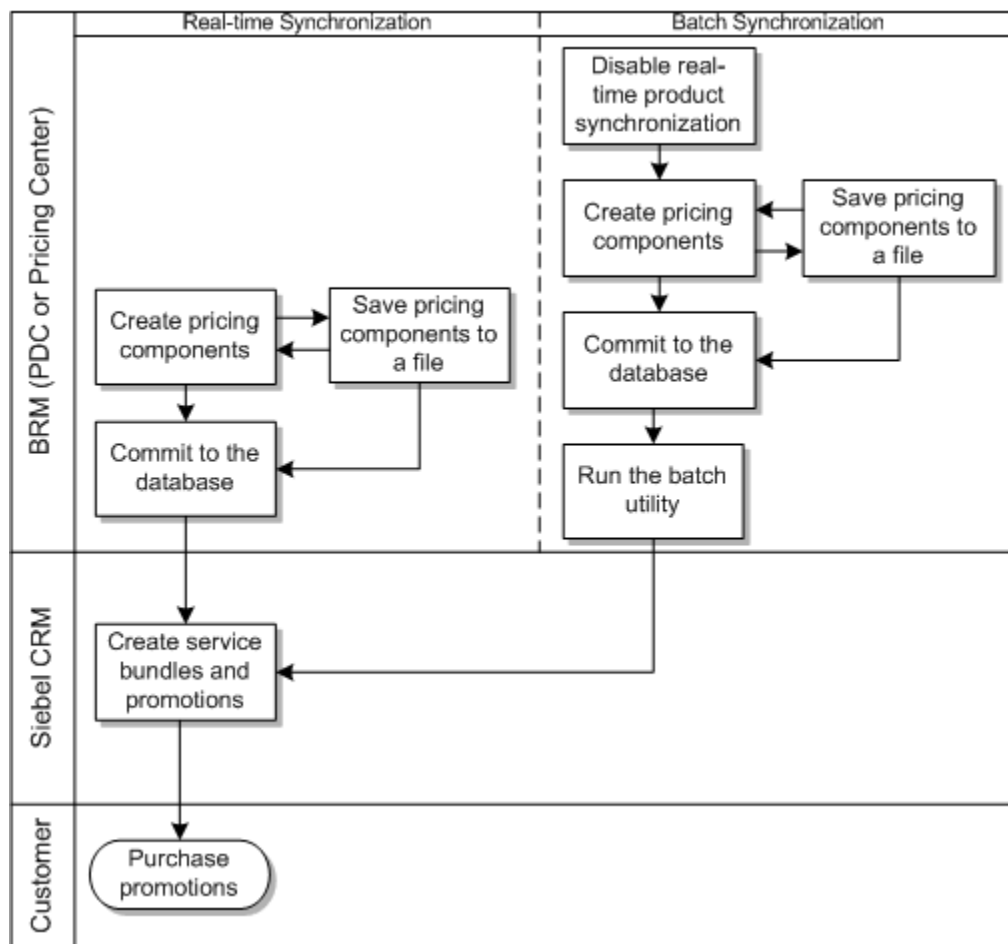 Real-time Synchronization
Batch Synchronization
BRM (PDC or Pricing Center)
Create pricing
components
Save pricing
components to
a file
Commit to the
database
Disable real-
time product
synchronization
Create pricing
components
Save pricing
components to
a file
Commit to the
database
Run the batch
utility
Siebel CRM
Create service
bundles and
promotions
Customer
Purchase
promotions